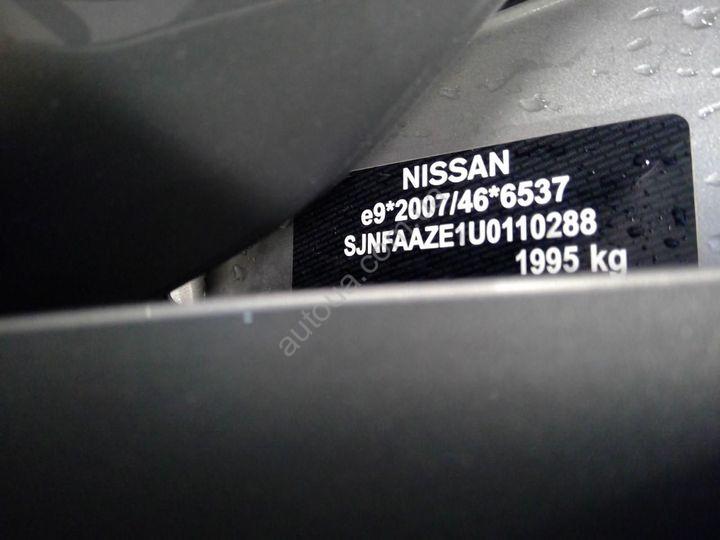 NISSAN
e9*2007/46*6537
SJNFAAZE1U0110288
1995 kg